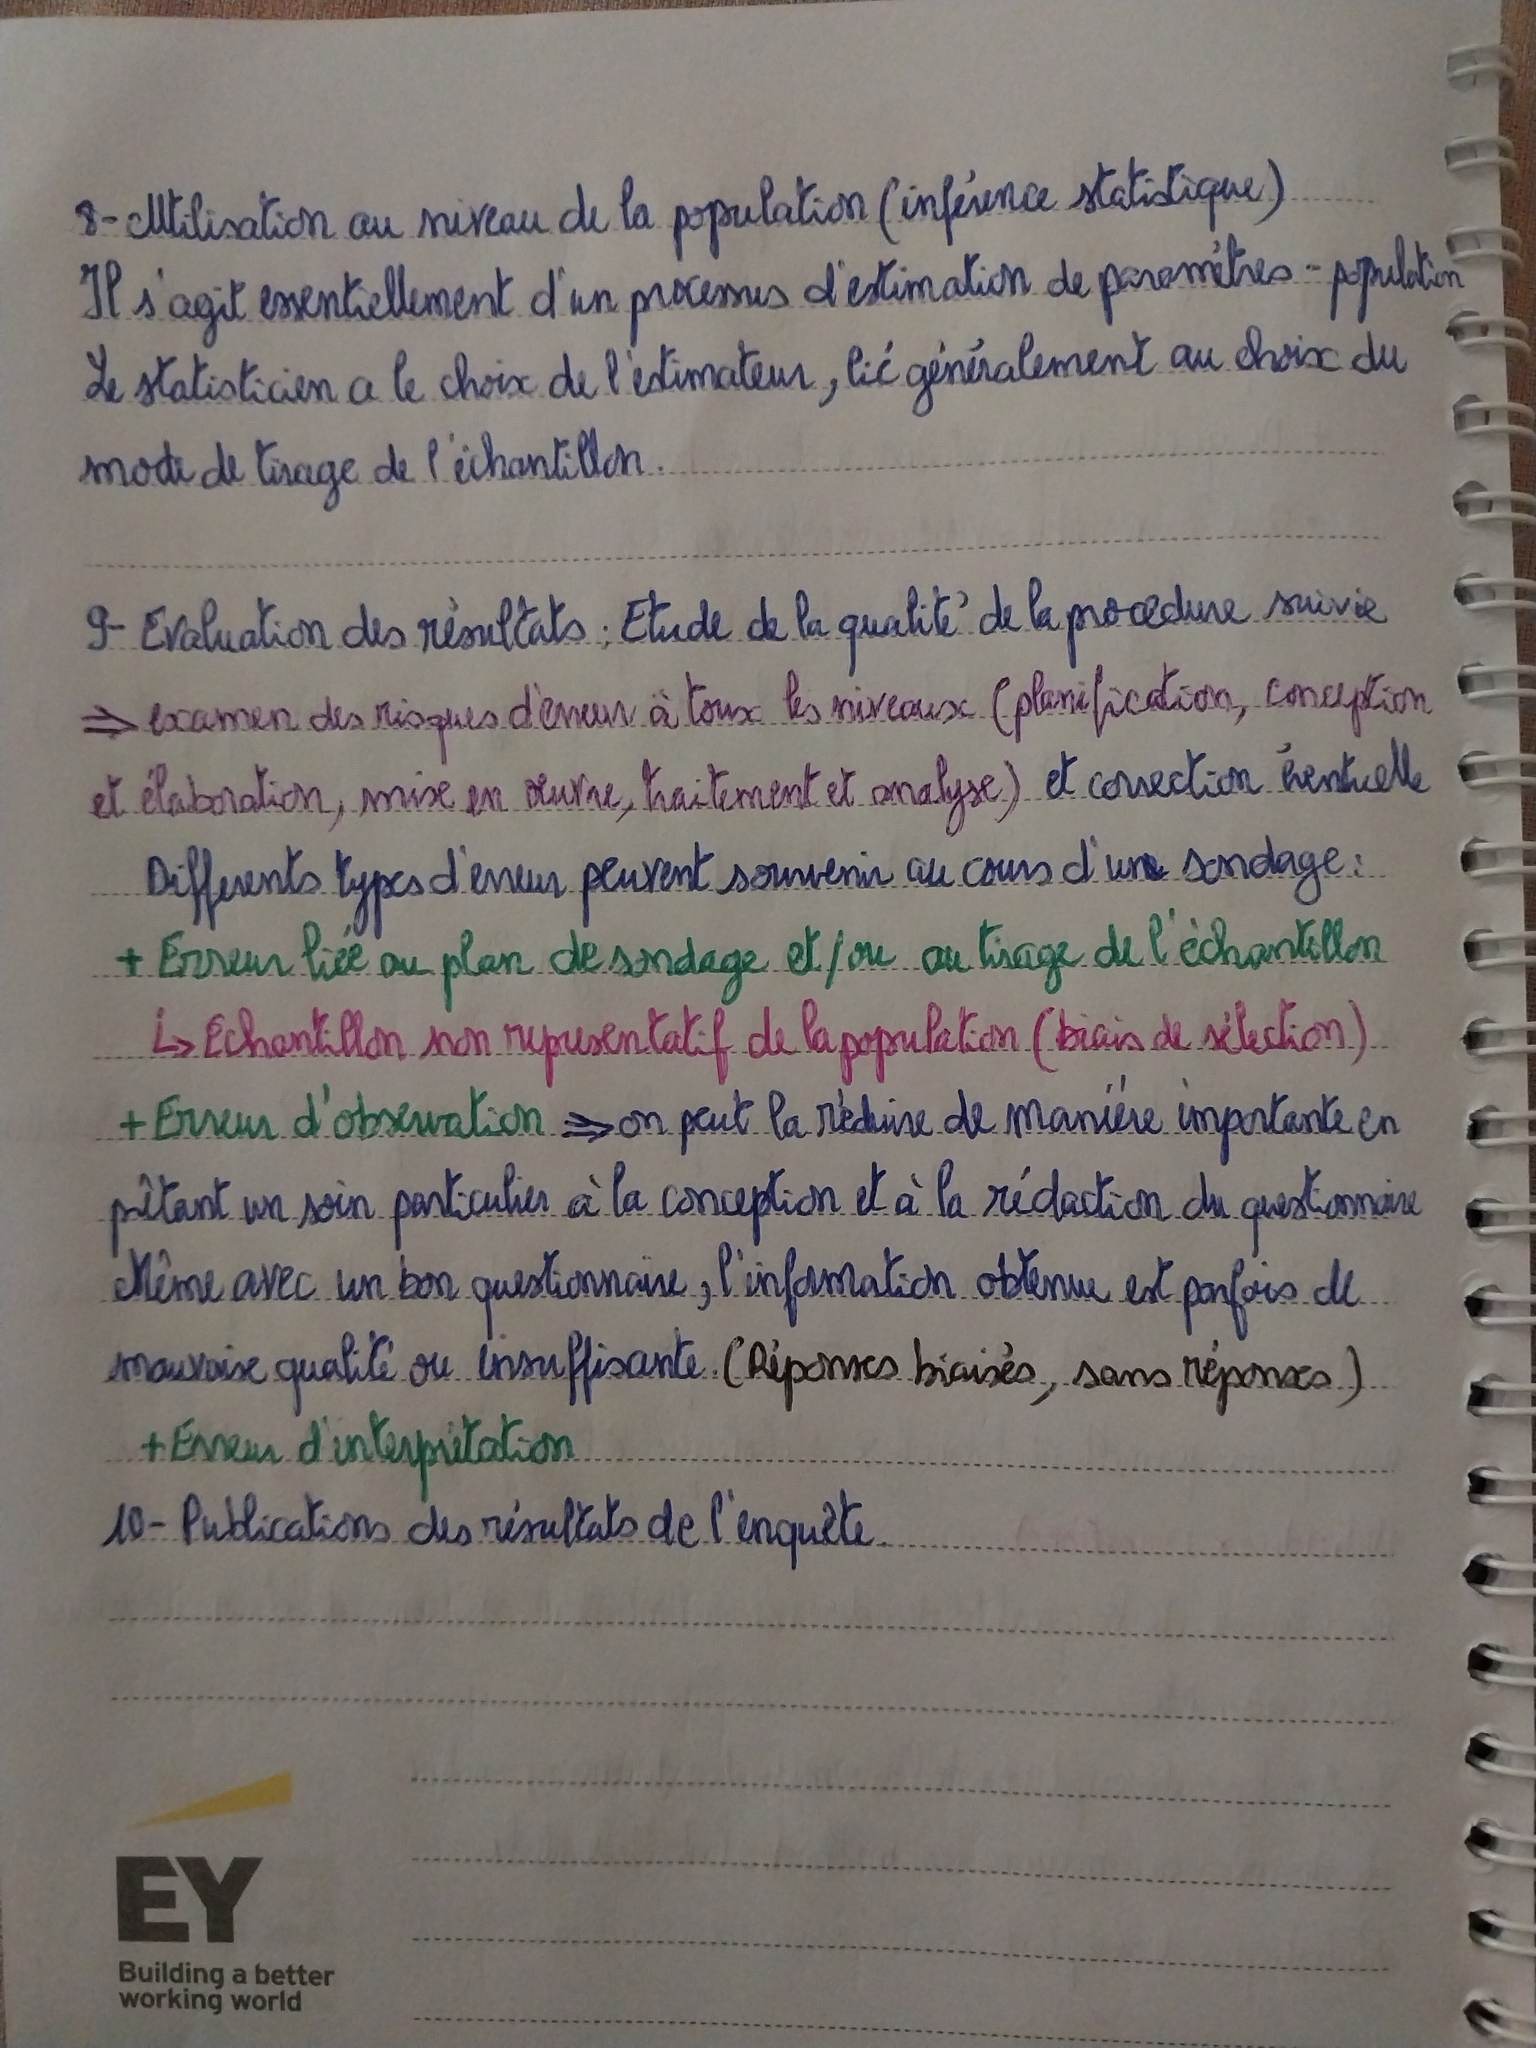 8- Utilisation au niveau de la population (inférence statistique)
Il s'agit essentiellement d'un processus d'estimation de paramètres - population
Le statisticien a le choix de l'estimateur, lié généralement au choix du
mode de tirage de l'échantillon.
9- Evaluation des résultats : Etude de la qualité de la procedure suivie
⇒ examen des risques d'erreur à toux les niveaux (planification, conception
et élaboration, mise en œuvre, traitement et analyse) et correction éventuelle
Differents types d'erreur peuvent sourvenir au cours d'une sondage :
+ Erreur liée au plan de sondage et/ou au tirage de l'échantillon
↳ Echantillon non representatif de la population (biais de sélection)
+ Erreur d'observation ⇒ on peut la réduire de manière importante en
prêtant un soin particulier à la conception et à la rédaction du questionnaire
Même avec un bon questionnaire, l'information obtenue est parfois de
mauvaise qualité ou insuffisante. (Réponses biaisés, sans réponses)
+ Erreur d'interprétation
10- Publications des résultats de l'enquête.
EY
Building a better
working world